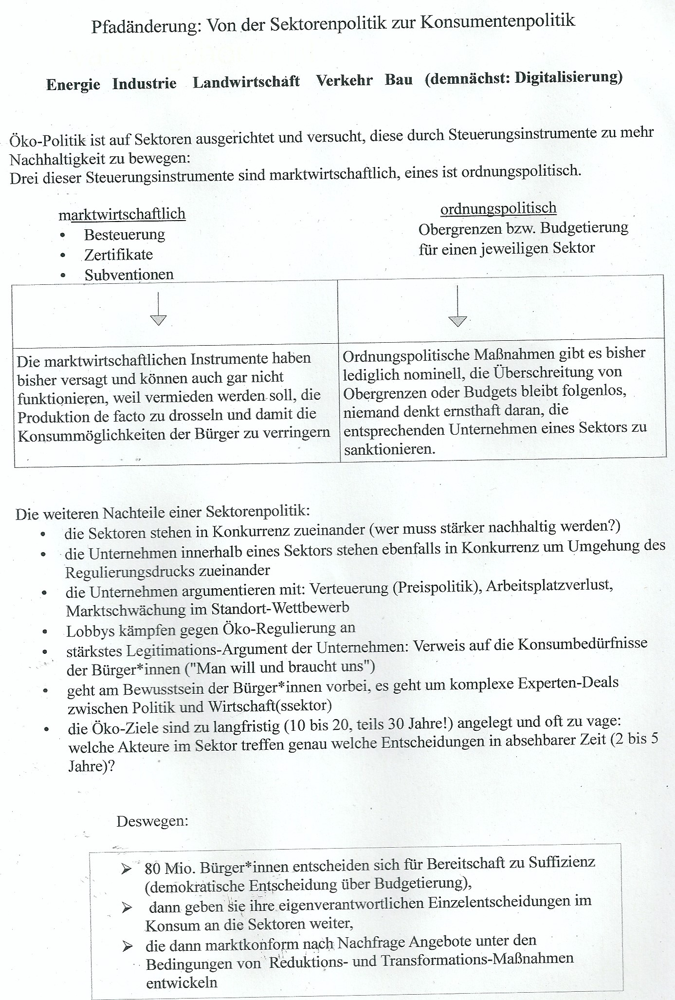 Pfadänderung: Von der Sektorenpolitik zur Konsumentenpolitik
Energie Industrie Landwirtschaft Verkehr Bau (demnächst: Digitalisierung)
Öko-Politik ist auf Sektoren ausgerichtet und versucht, diese durch Steuerungsinstrumente zu mehr
Nachhaltigkeit zu bewegen:
Drei dieser Steuerungsinstrumente sind marktwirtschaftlich, eines ist ordnungspolitisch.
marktwirtschaftlich
• Besteuerung
• Zertifikate
• Subventionen
ordnungspolitisch
Obergrenzen bzw. Budgetierung
für einen jeweiligen Sektor
Die marktwirtschaftlichen Instrumente haben
bisher versagt und können auch gar nicht
funktionieren, weil vermieden werden soll, die
Produktion de facto zu drosseln und damit die
Konsummöglichkeiten der Bürger zu verringern
Ordnungspolitische Maßnahmen gibt es bisher
lediglich nominell, die Überschreitung von
Obergrenzen oder Budgets bleibt folgenlos,
niemand denkt ernsthaft daran, die
entsprechenden Unternehmen eines Sektors zu
sanktionieren.
Die weiteren Nachteile einer Sektorenpolitik:
• die Sektoren stehen in Konkurrenz zueinander (wer muss stärker nachhaltig werden?)
• die Unternehmen innerhalb eines Sektors stehen ebenfalls in Konkurrenz um Umgehung des
Regulierungsdrucks zueinander
• die Unternehmen argumentieren mit: Verteuerung (Preispolitik), Arbeitsplatzverlust,
Marktschwächung im Standort-Wettbewerb
• Lobbys kämpfen gegen Öko-Regulierung an
• stärkstes Legitimations-Argument der Unternehmen: Verweis auf die Konsumbedürfnisse
der Bürger*innen ("Man will und braucht uns")
• geht am Bewusstsein der Bürger*innen vorbei, es geht um komplexe Experten-Deals
zwischen Politik und Wirtschaft(ssektor)
• die Öko-Ziele sind zu langfristig (10 bis 20, teils 30 Jahre!) angelegt und oft zu vage:
welche Akteure im Sektor treffen genau welche Entscheidungen in absehbarer Zeit (2 bis 5
Jahre)?
Deswegen:
➢ 80 Mio. Bürger*innen entscheiden sich für Bereitschaft zu Suffizienz
(demokratische Entscheidung über Budgetierung),
➢ dann geben sie ihre eigenverantwortlichen Einzelentscheidungen im
Konsum an die Sektoren weiter,
➢ die dann marktkonform nach Nachfrage Angebote unter den
Bedingungen von Reduktions- und Transformations-Maßnahmen
entwickeln